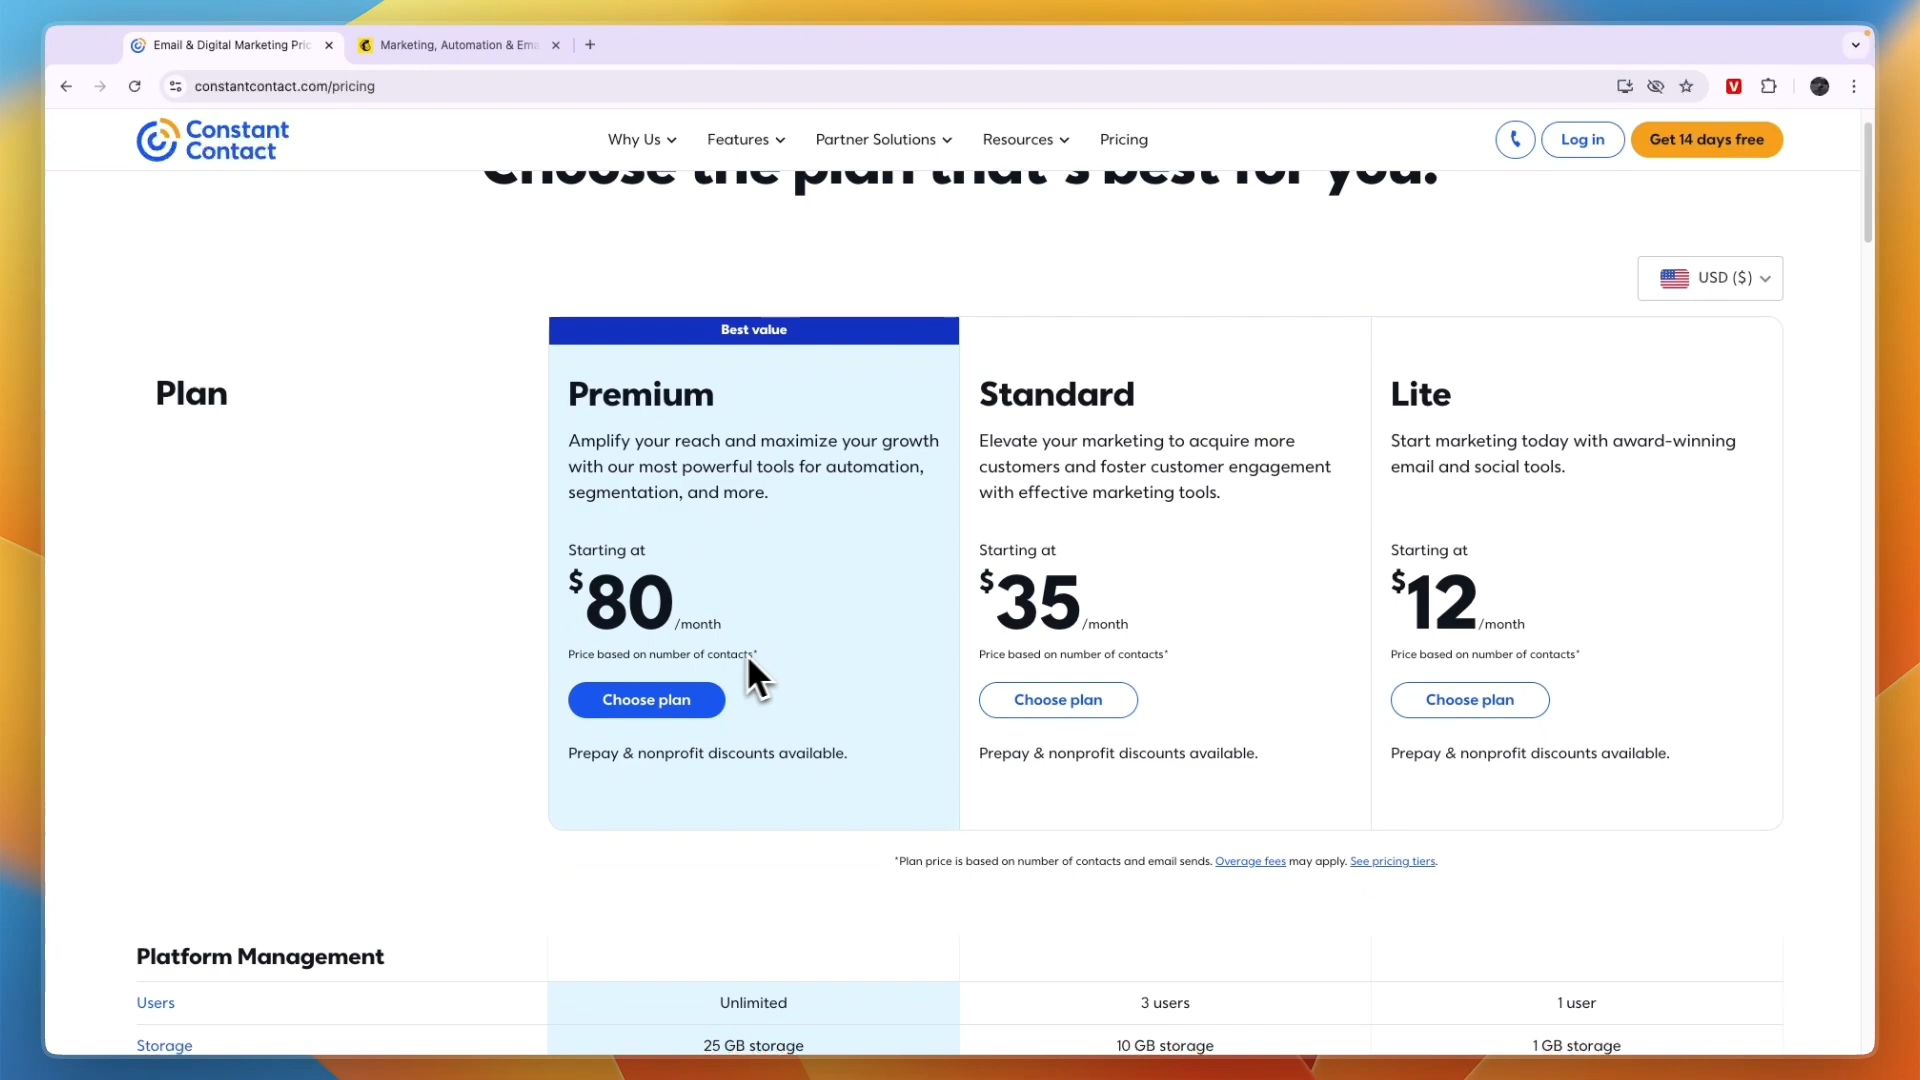 Email & Digital Marketing Pric
Marketing, Automation & Ema
constantcontact.com/pricing
Constant
Contact
Why Us
Features
Partner Solutions
Resources
Pricing
Log in
Get 14 days free
Choose the plan that's best for you.
USD ($)
Best value
Plan
Premium
Amplify your reach and maximize your growth
with our most powerful tools for automation,
segmentation, and more.
Starting at
$80/month
Price based on number of contacts*
Choose plan
Prepay & nonprofit discounts available.
Standard
Elevate your marketing to acquire more
customers and foster customer engagement
with effective marketing tools.
Starting at
$35/month
Price based on number of contacts*
Choose plan
Prepay & nonprofit discounts available.
Lite
Start marketing today with award-winning
email and social tools.
Starting at
$12/month
Price based on number of contacts*
Choose plan
Prepay & nonprofit discounts available.
*Plan price is based on number of contacts and email sends. Overage fees may apply. See pricing tiers.
Platform Management
Users
Unlimited
3 users
1 user
Storage
25 GB storage
10 GB storage
1 GB storage